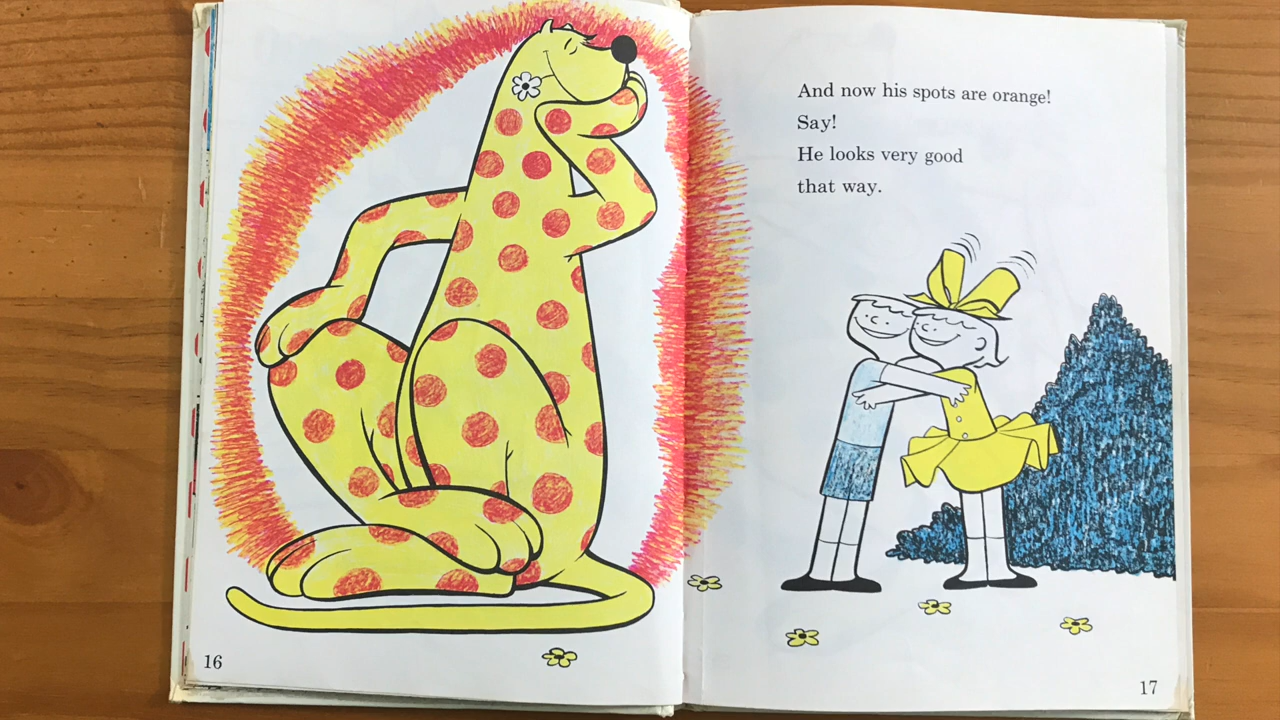 16
And now his spots are orange!
Say!
He looks very good
that way.
17